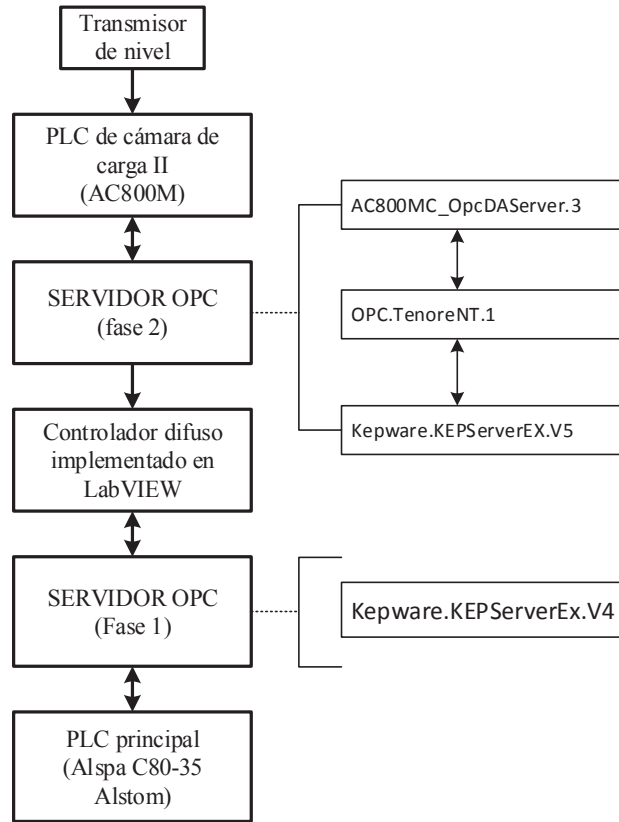 Transmisor
de nivel
PLC de cámara de
carga II
(AC800M)
SERVIDOR OPC
(fase 2)
Controlador difuso
implementado en
LabVIEW
SERVIDOR OPC
(Fase 1)
PLC principal
(Alspa C80-35
Alstom)
AC800MC_OpcDAServer.3
OPC.TenoreNT.1
Kepware.KEPServerEX.V5
Kepware.KEPServerEx.V4